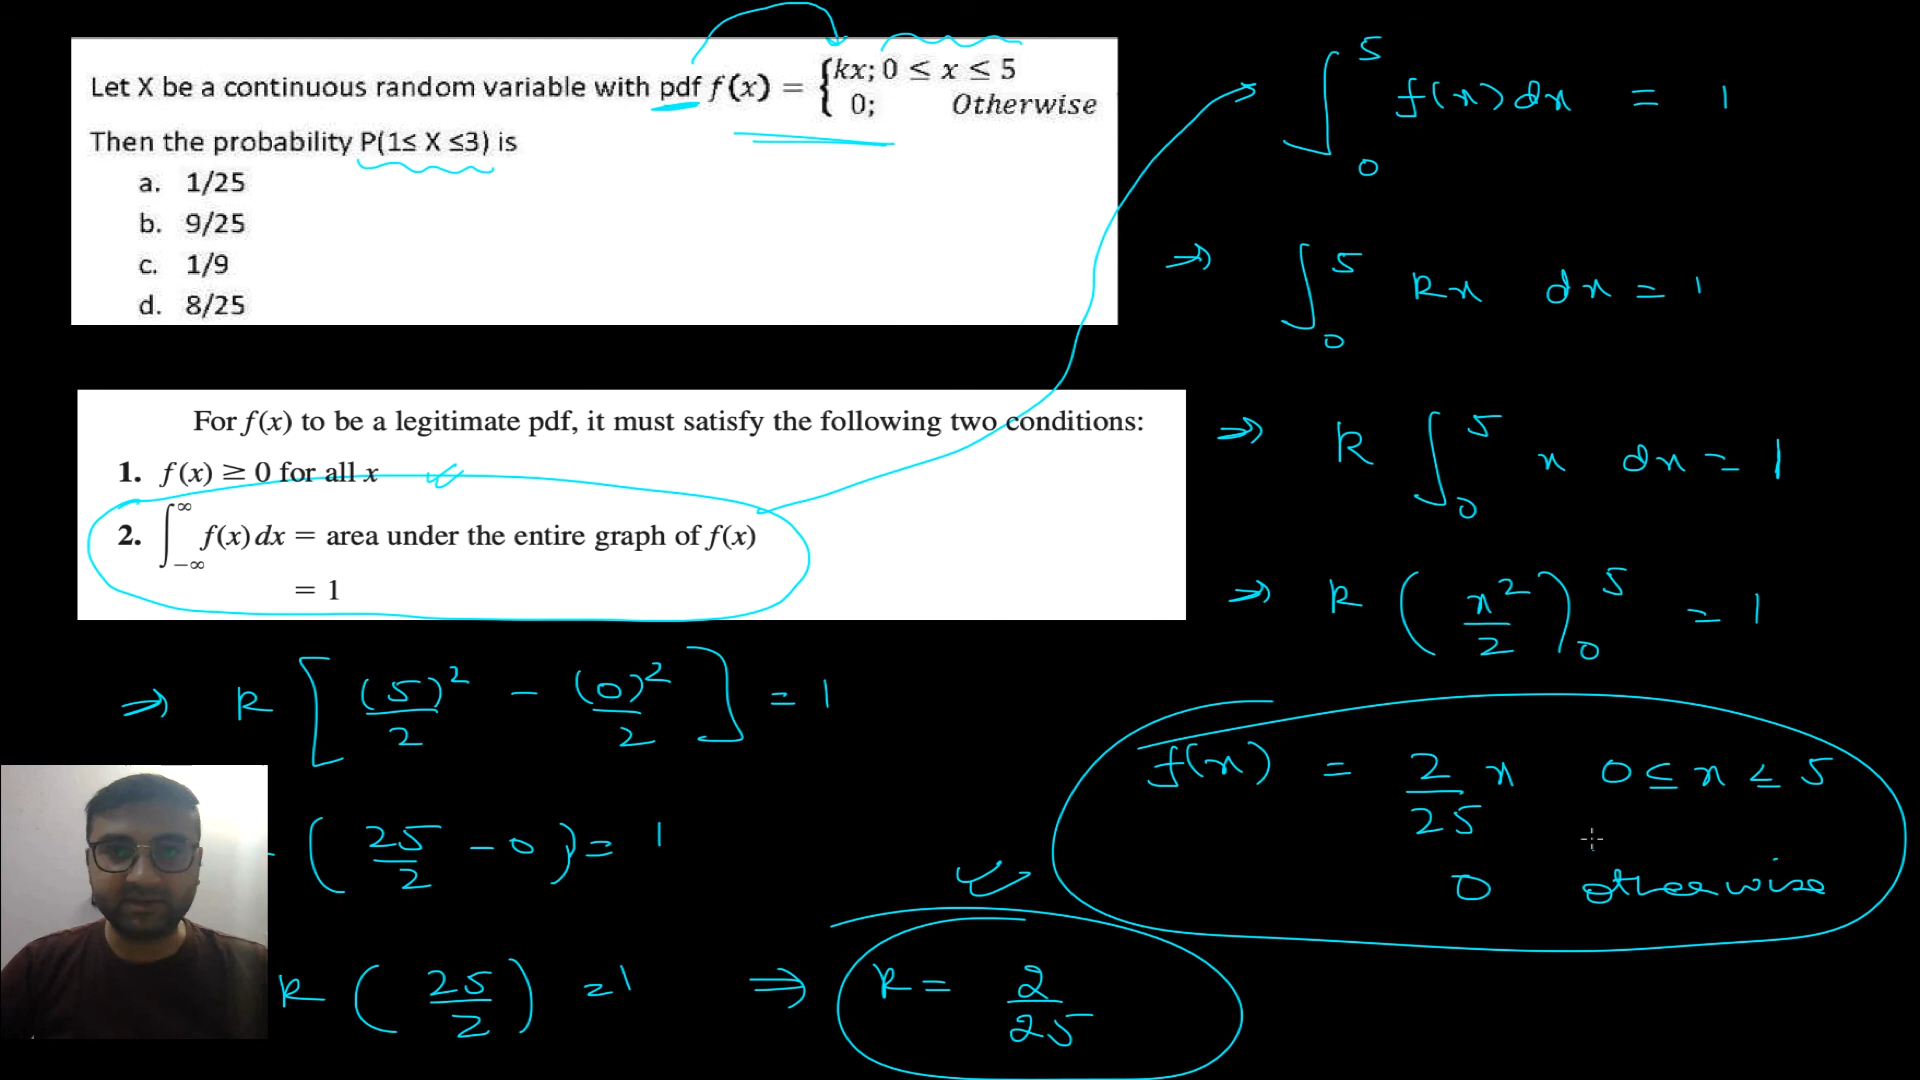 Let X be a continuous random variable with pdf f(x) = {kx; 0 ≤ x ≤ 5
0; Otherwise
Then the probability P(1≤ X ≤3) is
a. 1/25
b. 9/25
c. 1/9
d. 8/25
For f(x) to be a legitimate pdf, it must satisfy the following two conditions:
1. f(x) ≥ 0 for all x
2. ∫_{-∞}^{∞} f(x) dx = area under the entire graph of f(x)
= 1
∫_0^5 f(x) dx = 1
⇒ ∫_0^5 kx dx = 1
⇒ k ∫_0^5 x dx = 1
⇒ k (x²/2)_0^5 = 1
⇒ k [(5)²/2 - (0)²/2] = 1
(25/2 - 0) = 1
k (25/2) = 1 ⇒ k = 2/25
f(x) = 2/25 x 0 ≤ x ≤ 5
0 otherwise